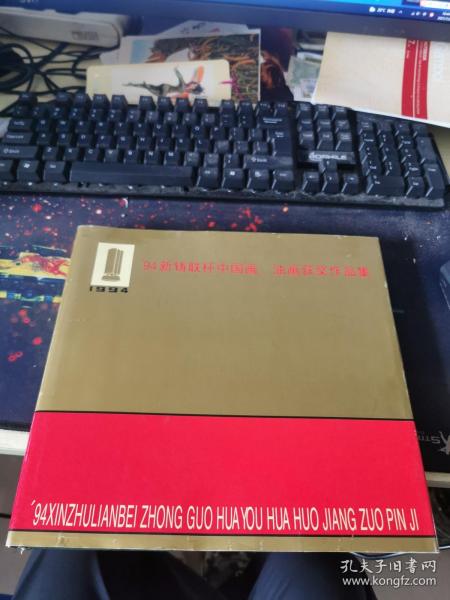 1994
'94新铸联杯中国画 油画获奖作品集
'94XINZHULIANBEI ZHONG GUO HUA YOU HUA HUO JIANG ZUO PIN JI
孔夫子旧书网
www.kongfz.com